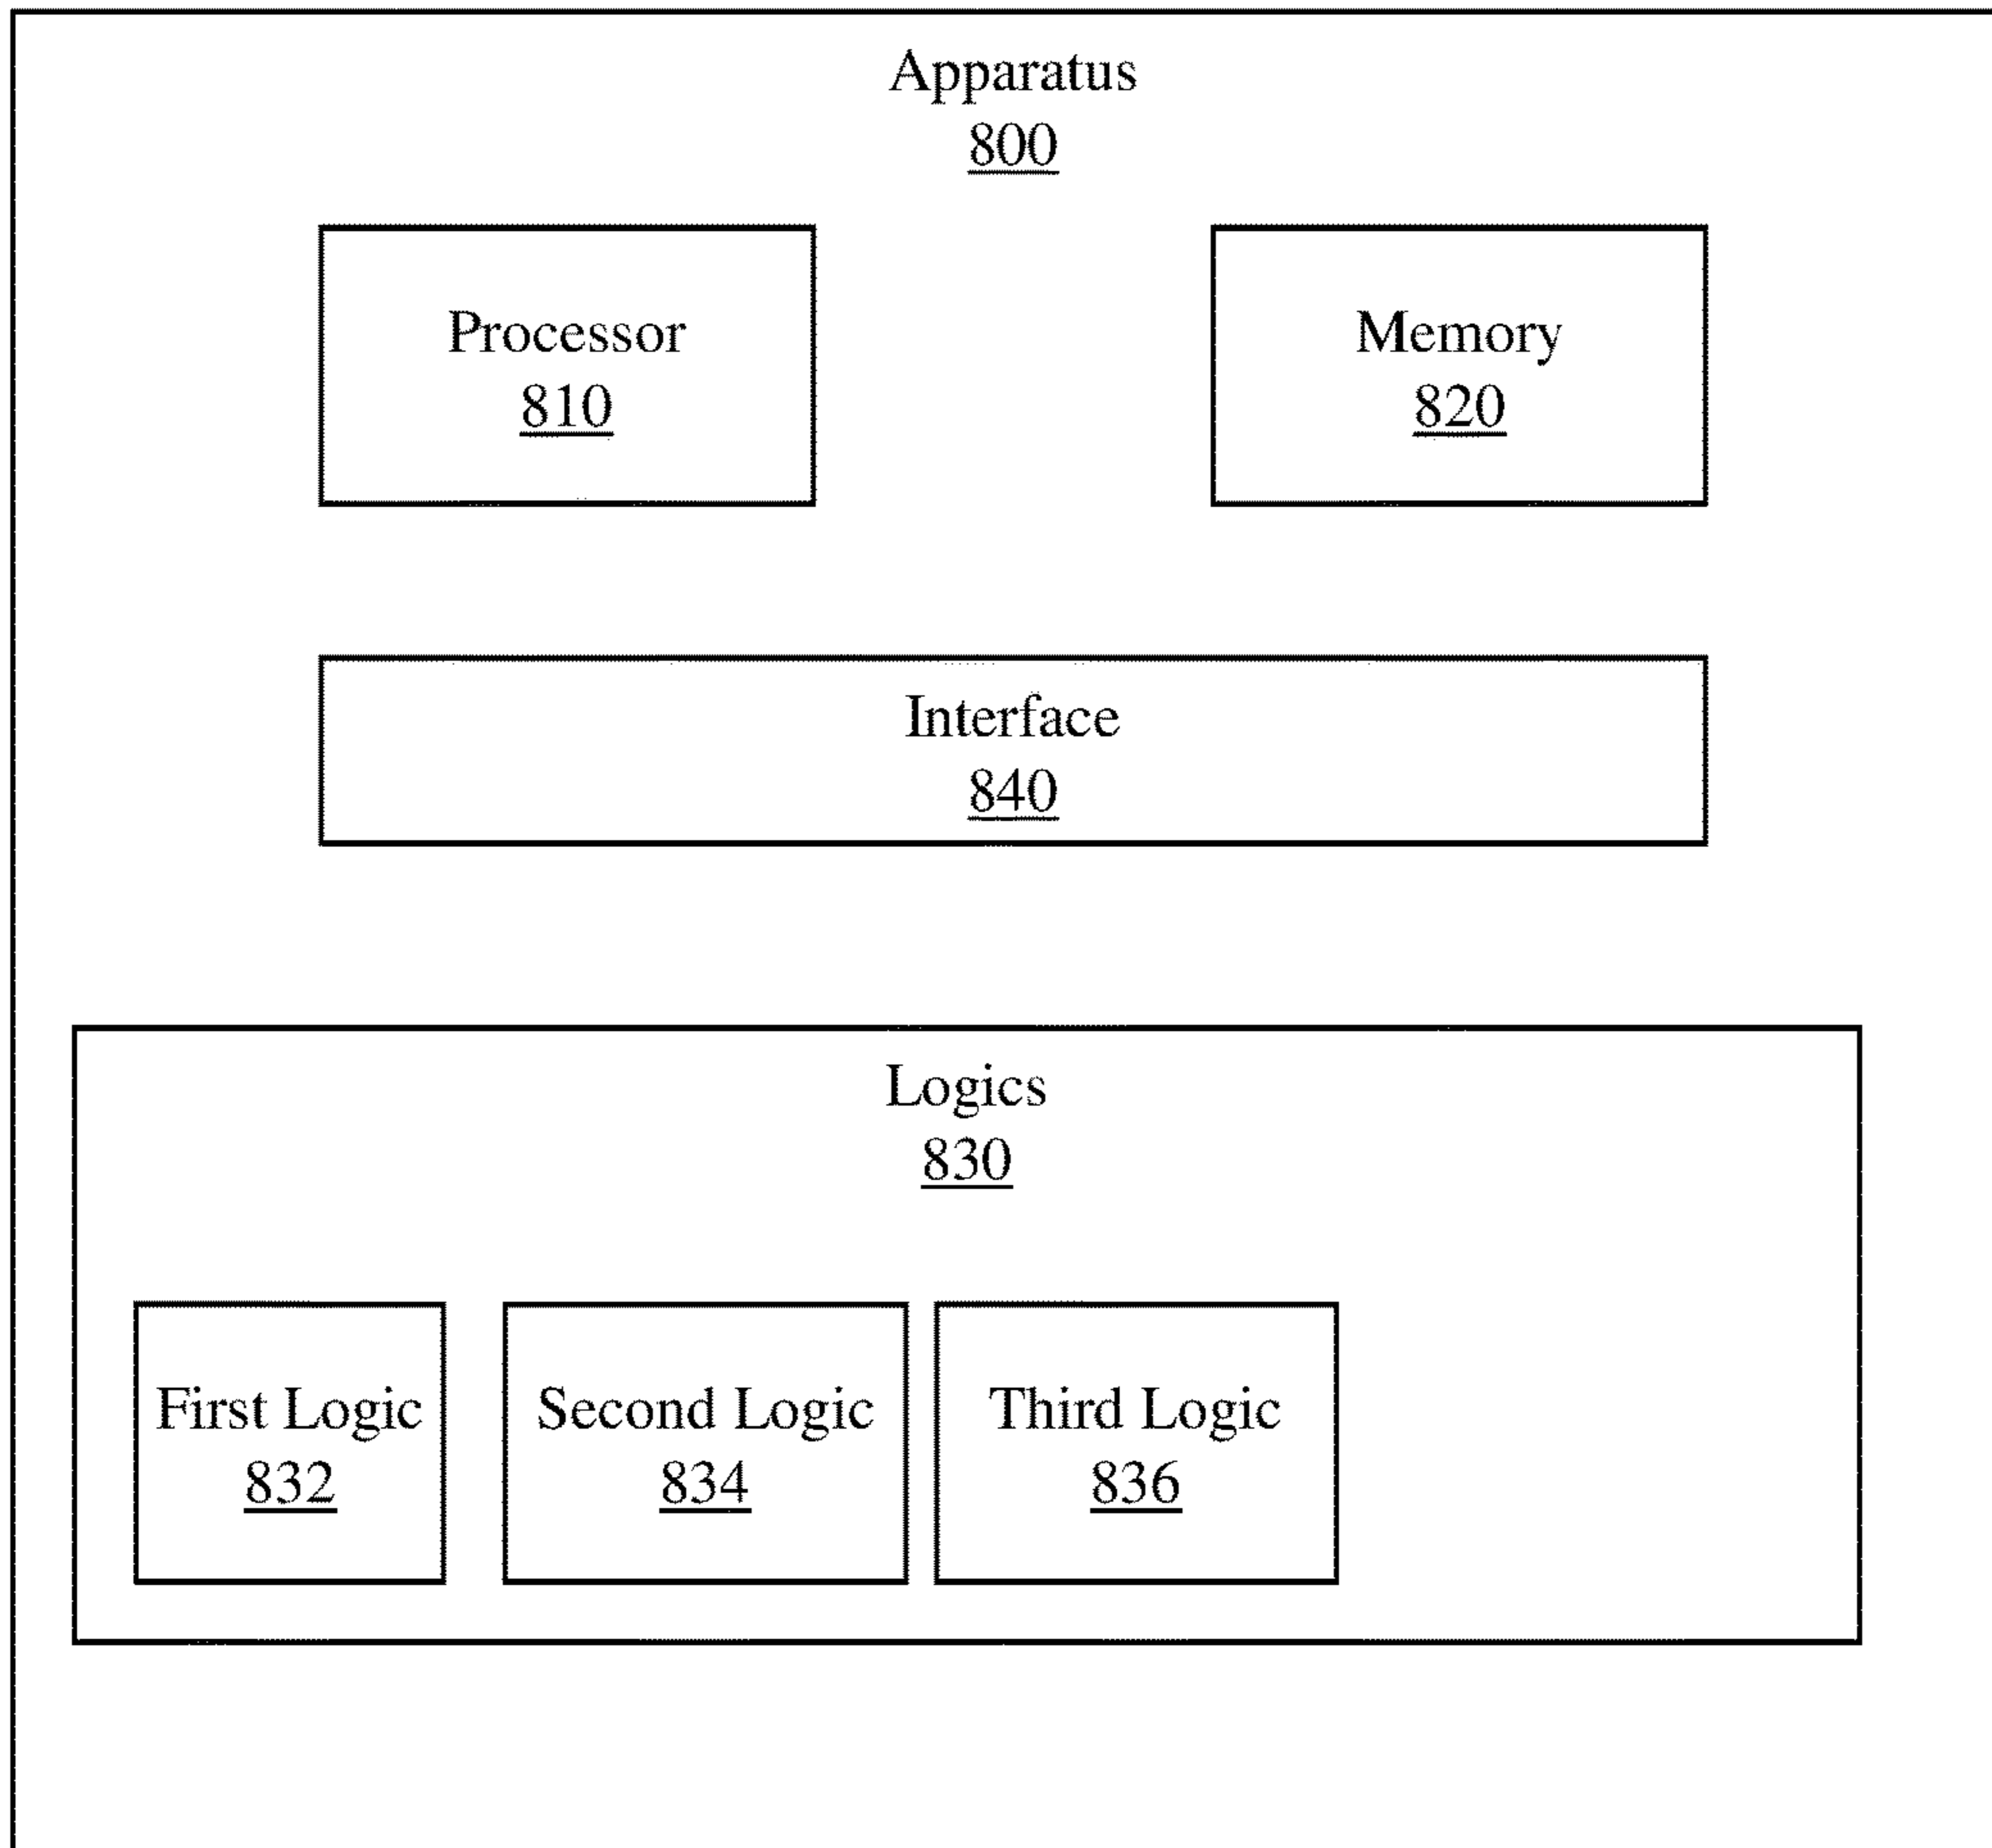 Apparatus
800
Processor
810
Memory
820
Interface
840
Logics
830
First Logic
832
Second Logic
834
Third Logic
836